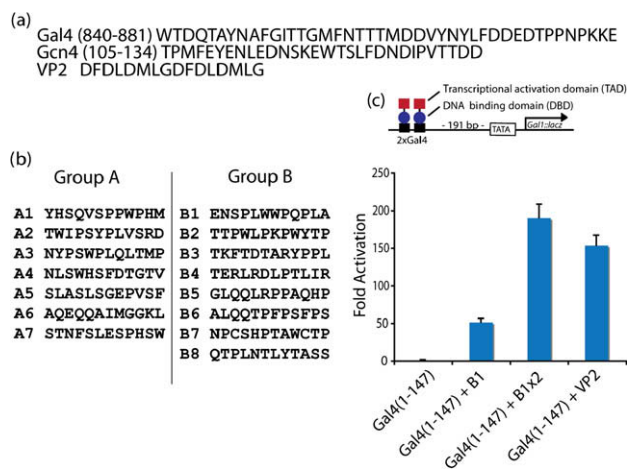 (a)
Gal4 (840-881) WTDQTAYNAFGITTGMFNTTTMDDVYNYLFDDEDTPPNPKKE
Gcn4 (105-134) TPMFEYENLEDNSKEWTSLFDNDIPVTTDD
VP2 DFDLDMLGDFDLDMLG
(c)
Transcriptional activation domain (TAD)
DNA binding domain (DBD)
- 191 bp -
TATA
Gal1::lacz
2xGal4
(b)
Group A
Group B
A1 YHSQVSPPWPHM
B1 ENSPLWWPQPLA
A2 TWIPSYPLVSRD
B2 TTPWLPKPWYTP
A3 NYPSWPLQLTMP
B3 TKFTDTARYPPL
A4 NLSWHSFDTGTV
B4 TERLRDLPTLIR
A5 SLASLSGEPVSF
B5 GLQQLRPPAQHP
A6 AQEQQAIMGGKL
B6 ALQQTPFPSFPS
A7 STNFSLESPHSW
B7 NPCSHPTAWCTP
B8 QTPLNTLYTASS
Fold Activation
250
200
150
100
50
0
Gal4(1-147)
Gal4(1-147) + B1
Gal4(1-147) + B1x2
Gal4(1-147) + VP2